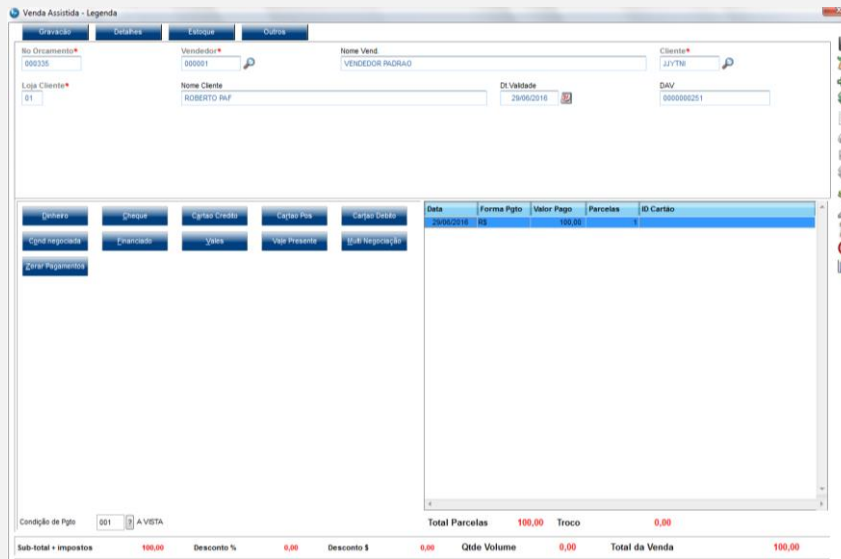 Venda Assistida - Legenda
Gravacão Detalhes Estoque Outros
No Orcamento* Vendedor* Nome Vend. Cliente*
000335 000001 VENDEDOR PADRAO JJYTNI
Loja Cliente* Nome Cliente Dt.Validade DAV
01 ROBERTO PAF 29/06/2016 0000000251
Dinheiro Cheque Cartao Credito Cartao Pos Cartao Debito
Cond negociada Financiado Vales Vale Presente Multi Negociação
Zerar Pagamentos
Data Forma Pgto Valor Pago Parcelas ID Cartão
29/06/2016 R$ 100,00 1
Condição de Pgto 001 ? A VISTA
Total Parcelas 100,00 Troco 0,00
Sub-total + impostos 100,00 Desconto % 0,00 Desconto $ 0,00 Qtde Volume 0,00 Total da Venda 100,00